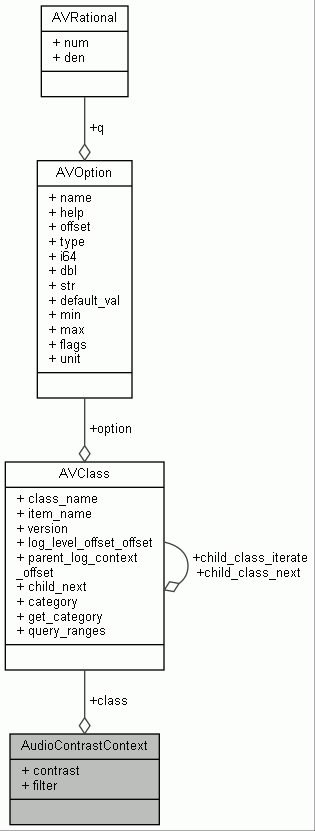 AVRational
+ num
+ den
+q
AVOption
+ name
+ help
+ offset
+ type
+ i64
+ dbl
+ str
+ default_val
+ min
+ max
+ flags
+ unit
+option
AVClass
+ class_name
+ item_name
+ version
+ log_level_offset_offset
+ parent_log_context
_offset
+ child_next
+ category
+ get_category
+ query_ranges
+child_class_iterate
+child_class_next
+class
AudioContrastContext
+ contrast
+ filter